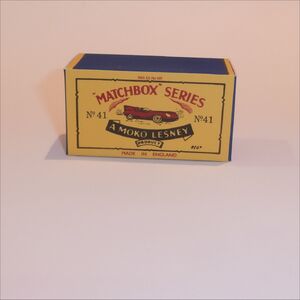 "MATCHBOX" SERIES
Nº 41
Nº 41
A MOKO LESNEY
PRODUCT
MADE IN ENGLAND